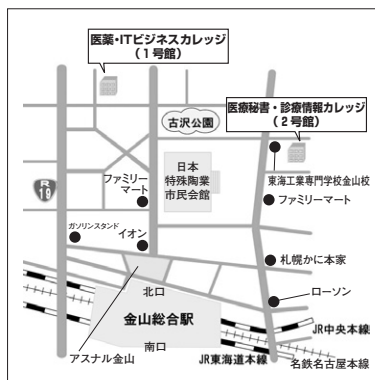 医薬・ITビジネスカレッジ
（1号館）
医療秘書・診療情報カレッジ
（2号館）
古沢公園
日本
特殊陶業
市民会館
東海工業専門学校金山校
ファミリー
マート
ファミリーマート
R
19
ガソリンスタンド
イオン
札幌かに本家
北口
ローソン
金山総合駅
JR中央本線
南口
アスナル金山
JR東海道本線
名鉄名古屋本線